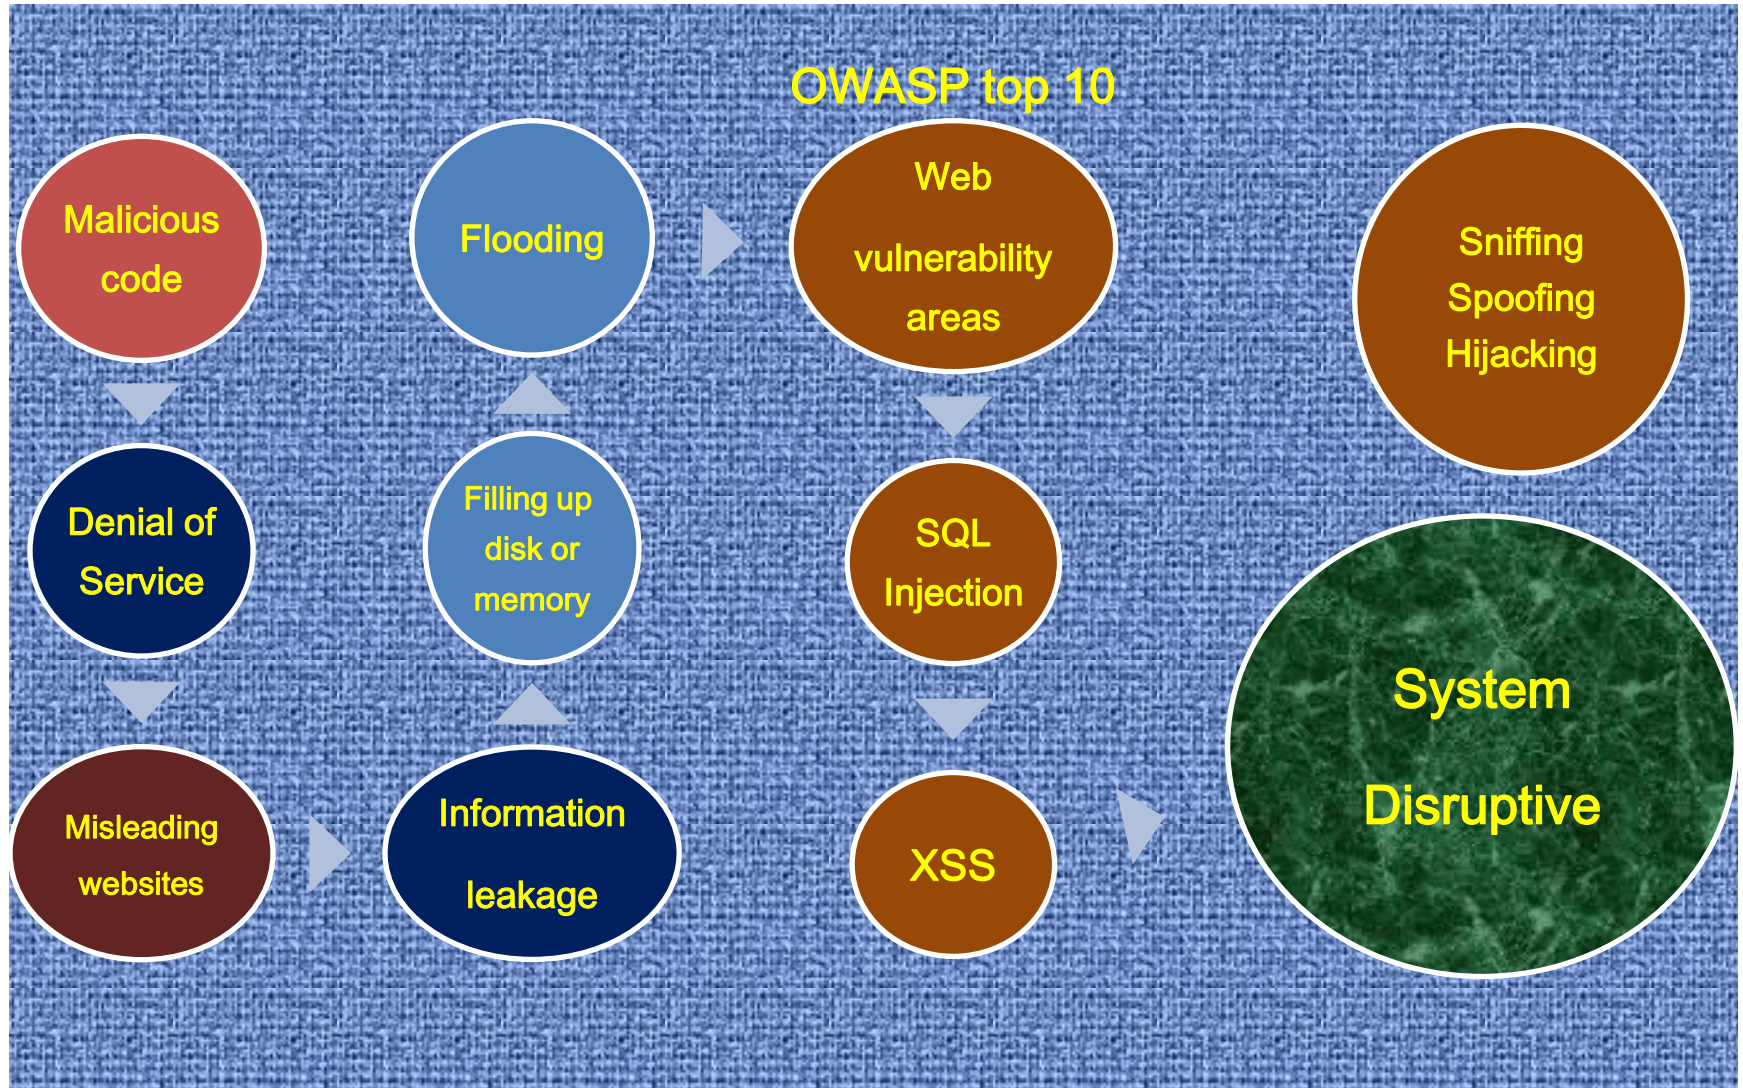 Malicious
code
Denial of
Service
Misleading
websites
Information
leakage
Filling up
disk or
memory
Flooding
OWASP top 10
Web
vulnerability
areas
SQL
Injection
XSS
Sniffing
Spoofing
Hijacking
System
Disruptive